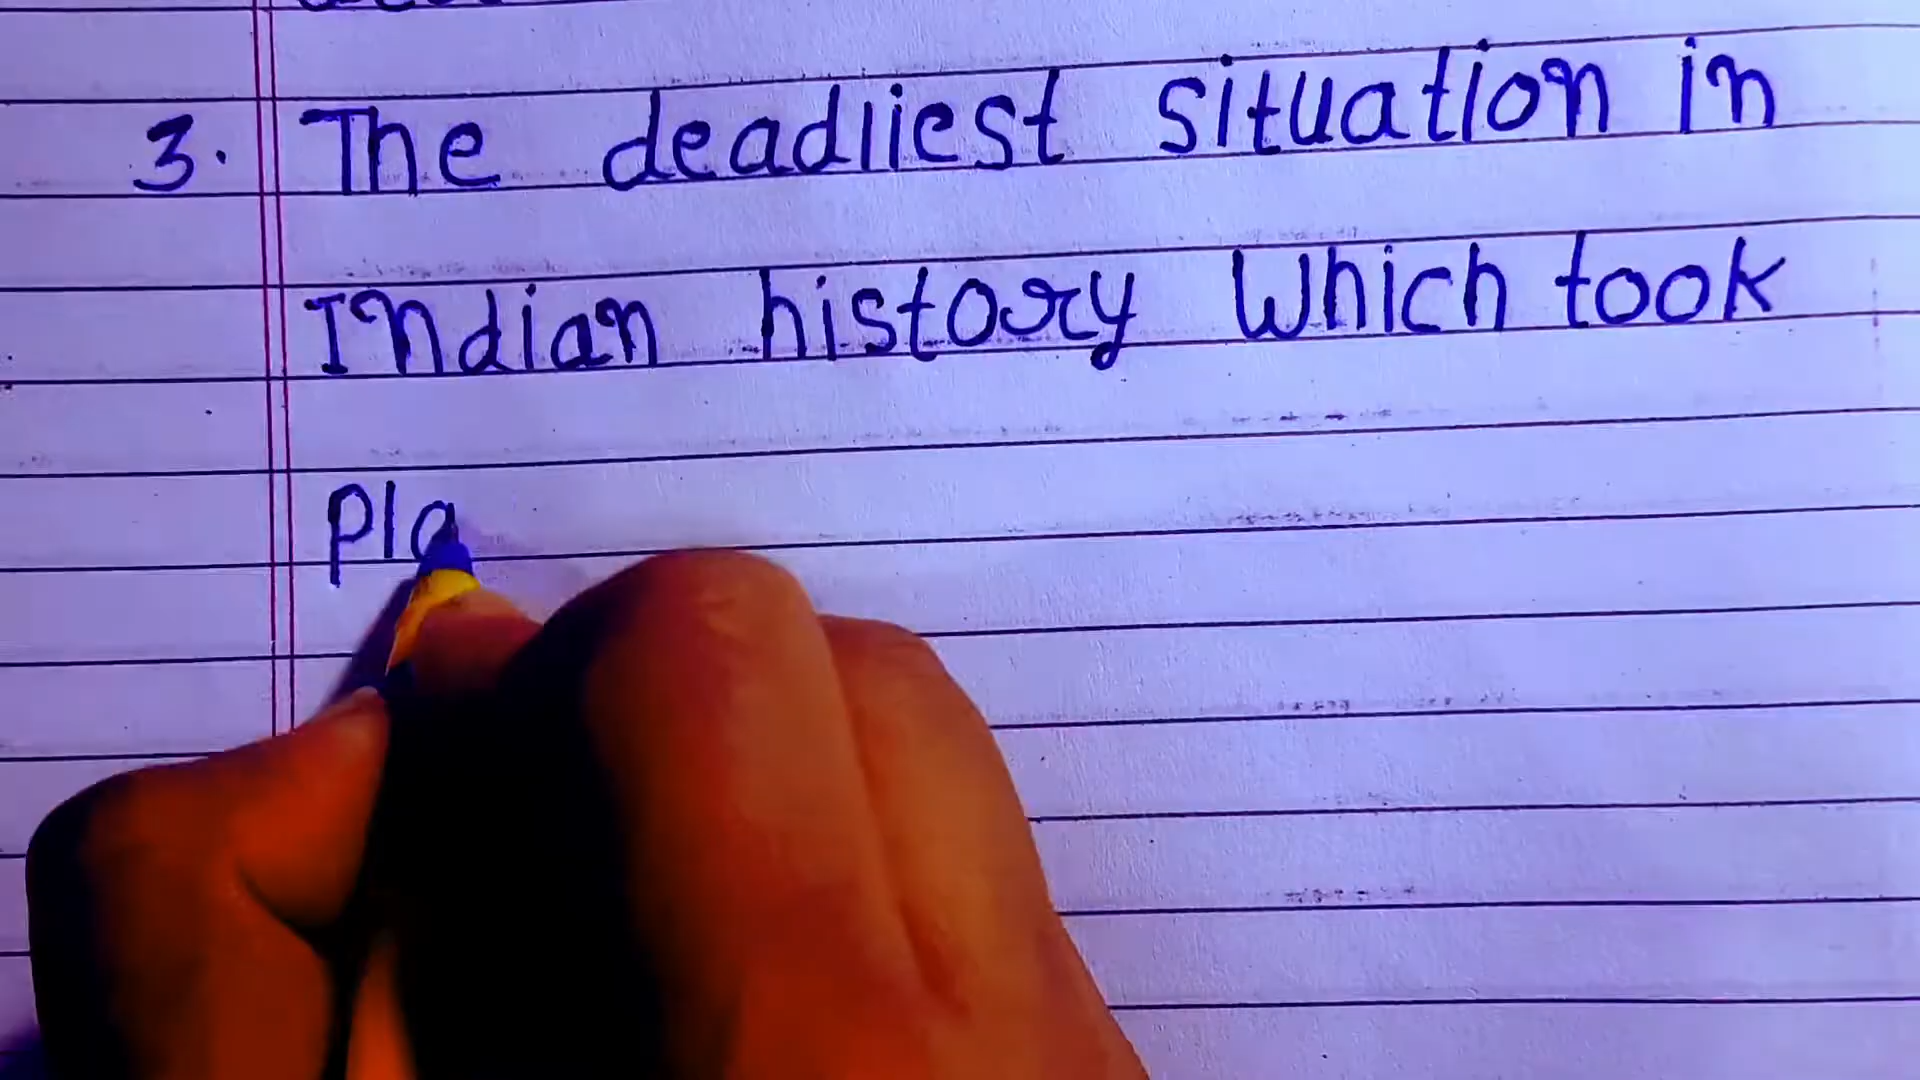 3. The deadliest situation in
Indian history Which took
Pla